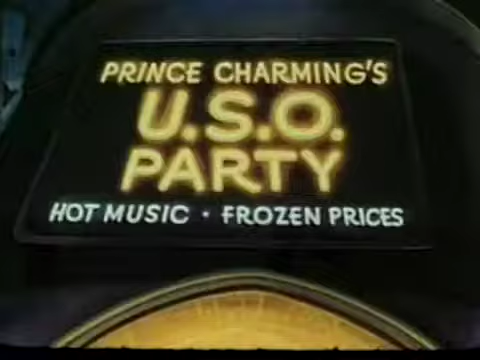 PRINCE CHARMING'S
U.S.O.
PARTY
HOT MUSIC · FROZEN PRICES